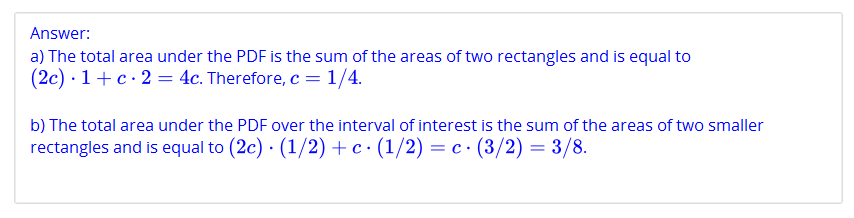 Answer:
a) The total area under the PDF is the sum of the areas of two rectangles and is equal to
(2c) · 1 + c · 2 = 4c. Therefore, c = 1/4.
b) The total area under the PDF over the interval of interest is the sum of the areas of two smaller
rectangles and is equal to (2c) · (1/2) + c · (1/2) = c · (3/2) = 3/8.